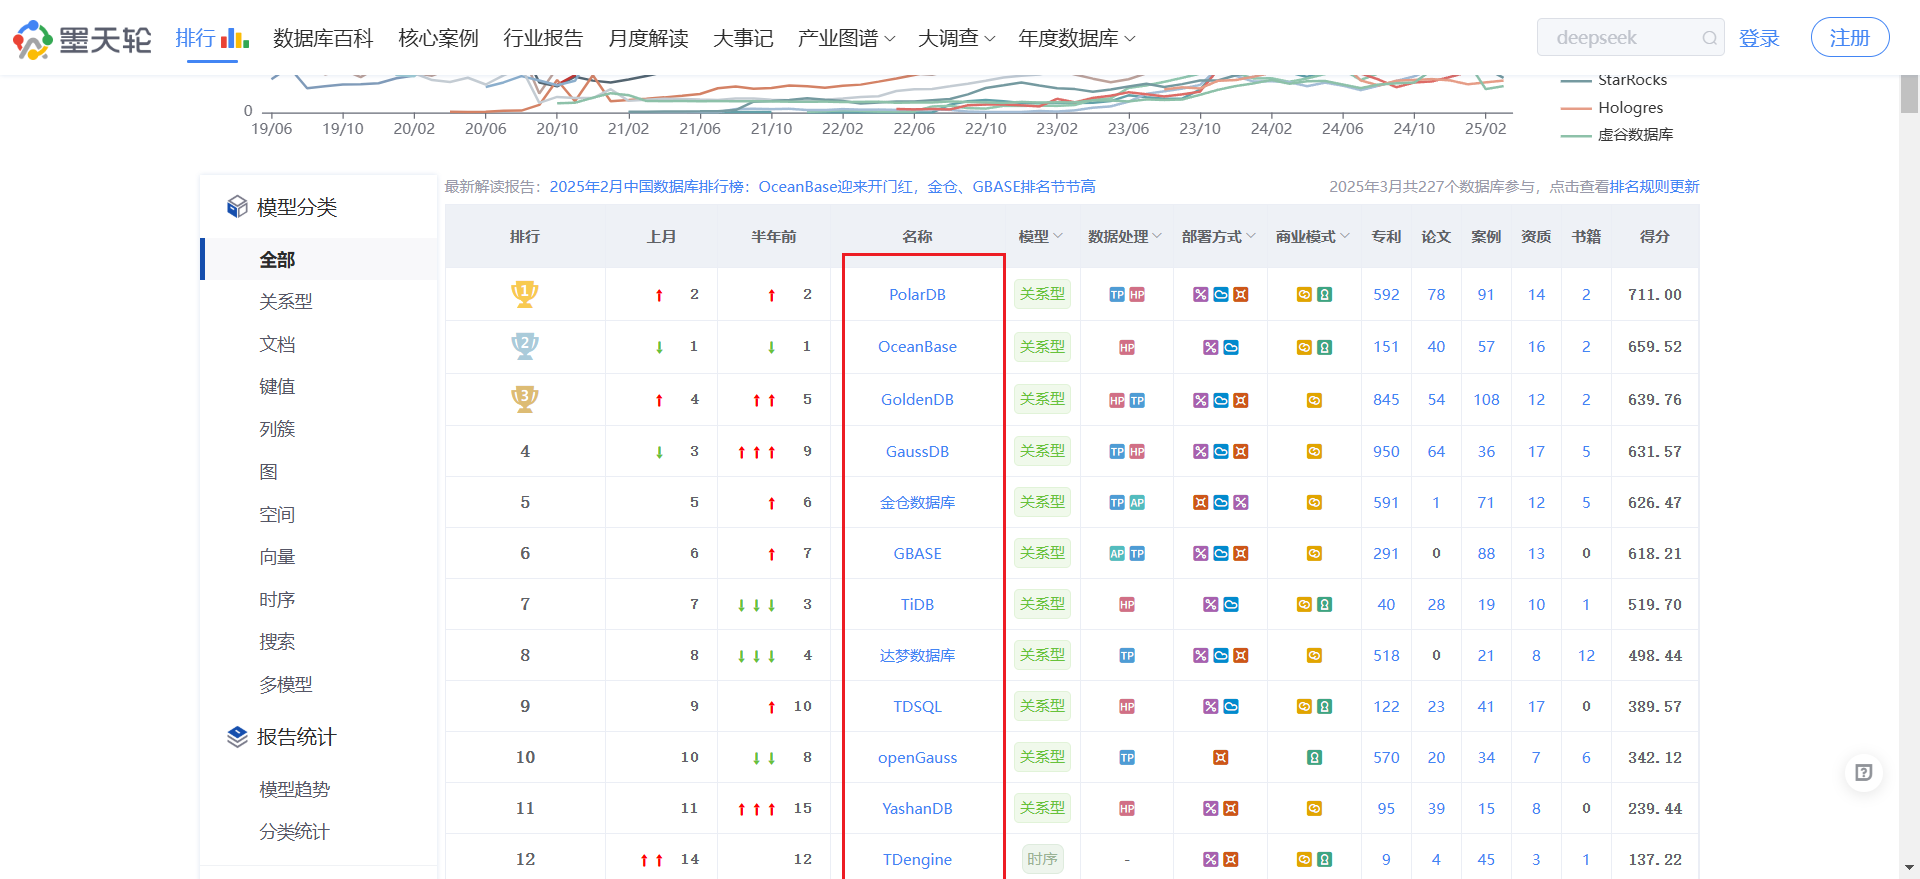 墨天轮
排行 数据库百科 核心案例 行业报告 月度解读 大事记 产业图谱 大调查 年度数据库 deepseek 登录 注册
StarRocks
Hologres
虚谷数据库
0
19/06 19/10 20/02 20/06 20/10 21/02 21/06 21/10 22/02 22/06 22/10 23/02 23/06 23/10 24/02 24/06 24/10 25/02
模型分类
全部
关系型
文档
键值
列簇
图
空间
向量
时序
搜索
多模型
报告统计
模型趋势
分类统计
最新解读报告：2025年2月中国数据库排行榜：OceanBase迎来开门红，金仓、GBASE排名节节高
2025年3月共227个数据库参与，点击查看排名规则更新
排行 上月 半年前 名称 模型 数据处理 部署方式 商业模式 专利 论文 案例 资质 书籍 得分
1 ↑ 2 ↑ 2 PolarDB 关系型 TP HP 592 78 91 14 2 711.00
2 ↓ 1 ↓ 1 OceanBase 关系型 HP 151 40 57 16 2 659.52
3 ↑ 4 ↑↑ 5 GoldenDB 关系型 HP TP 845 54 108 12 2 639.76
4 ↓ 3 ↑↑↑ 9 GaussDB 关系型 TP HP 950 64 36 17 5 631.57
5 5 ↑ 6 金仓数据库 关系型 TP AP 591 1 71 12 5 626.47
6 6 ↑ 7 GBASE 关系型 AP TP 291 0 88 13 0 618.21
7 7 ↓↓↓ 3 TiDB 关系型 HP 40 28 19 10 1 519.70
8 8 ↓↓↓ 4 达梦数据库 关系型 TP 518 0 21 8 12 498.44
9 9 ↑ 10 TDSQL 关系型 HP 122 23 41 17 0 389.57
10 10 ↓↓ 8 openGauss 关系型 TP 570 20 34 7 6 342.12
11 11 ↑↑↑ 15 YashanDB 关系型 HP 95 39 15 8 0 239.44
12 ↑↑ 14 12 TDengine 时序 - 9 4 45 3 1 137.22